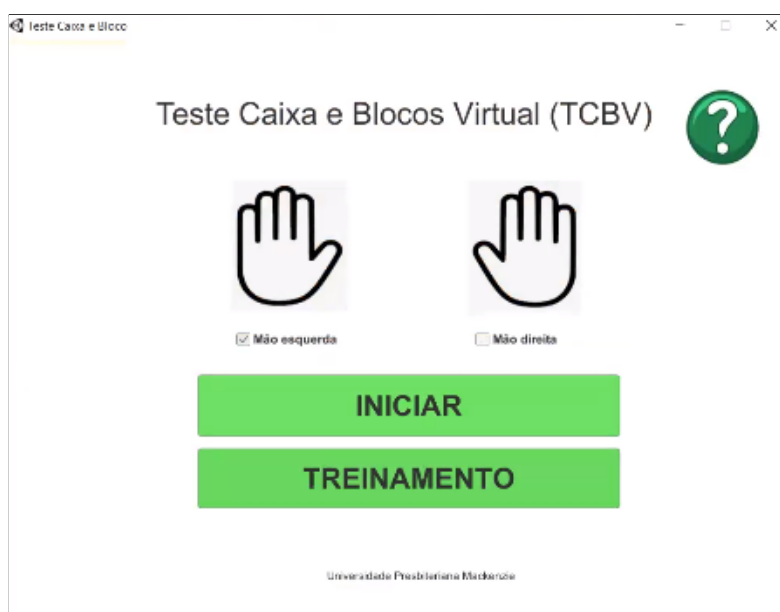 Teste Caixa e Bloco
Teste Caixa e Blocos Virtual (TCBV)
?
Mão esquerda
Mão direita
INICIAR
TREINAMENTO
Universidade Presbiteriana Mackenzie